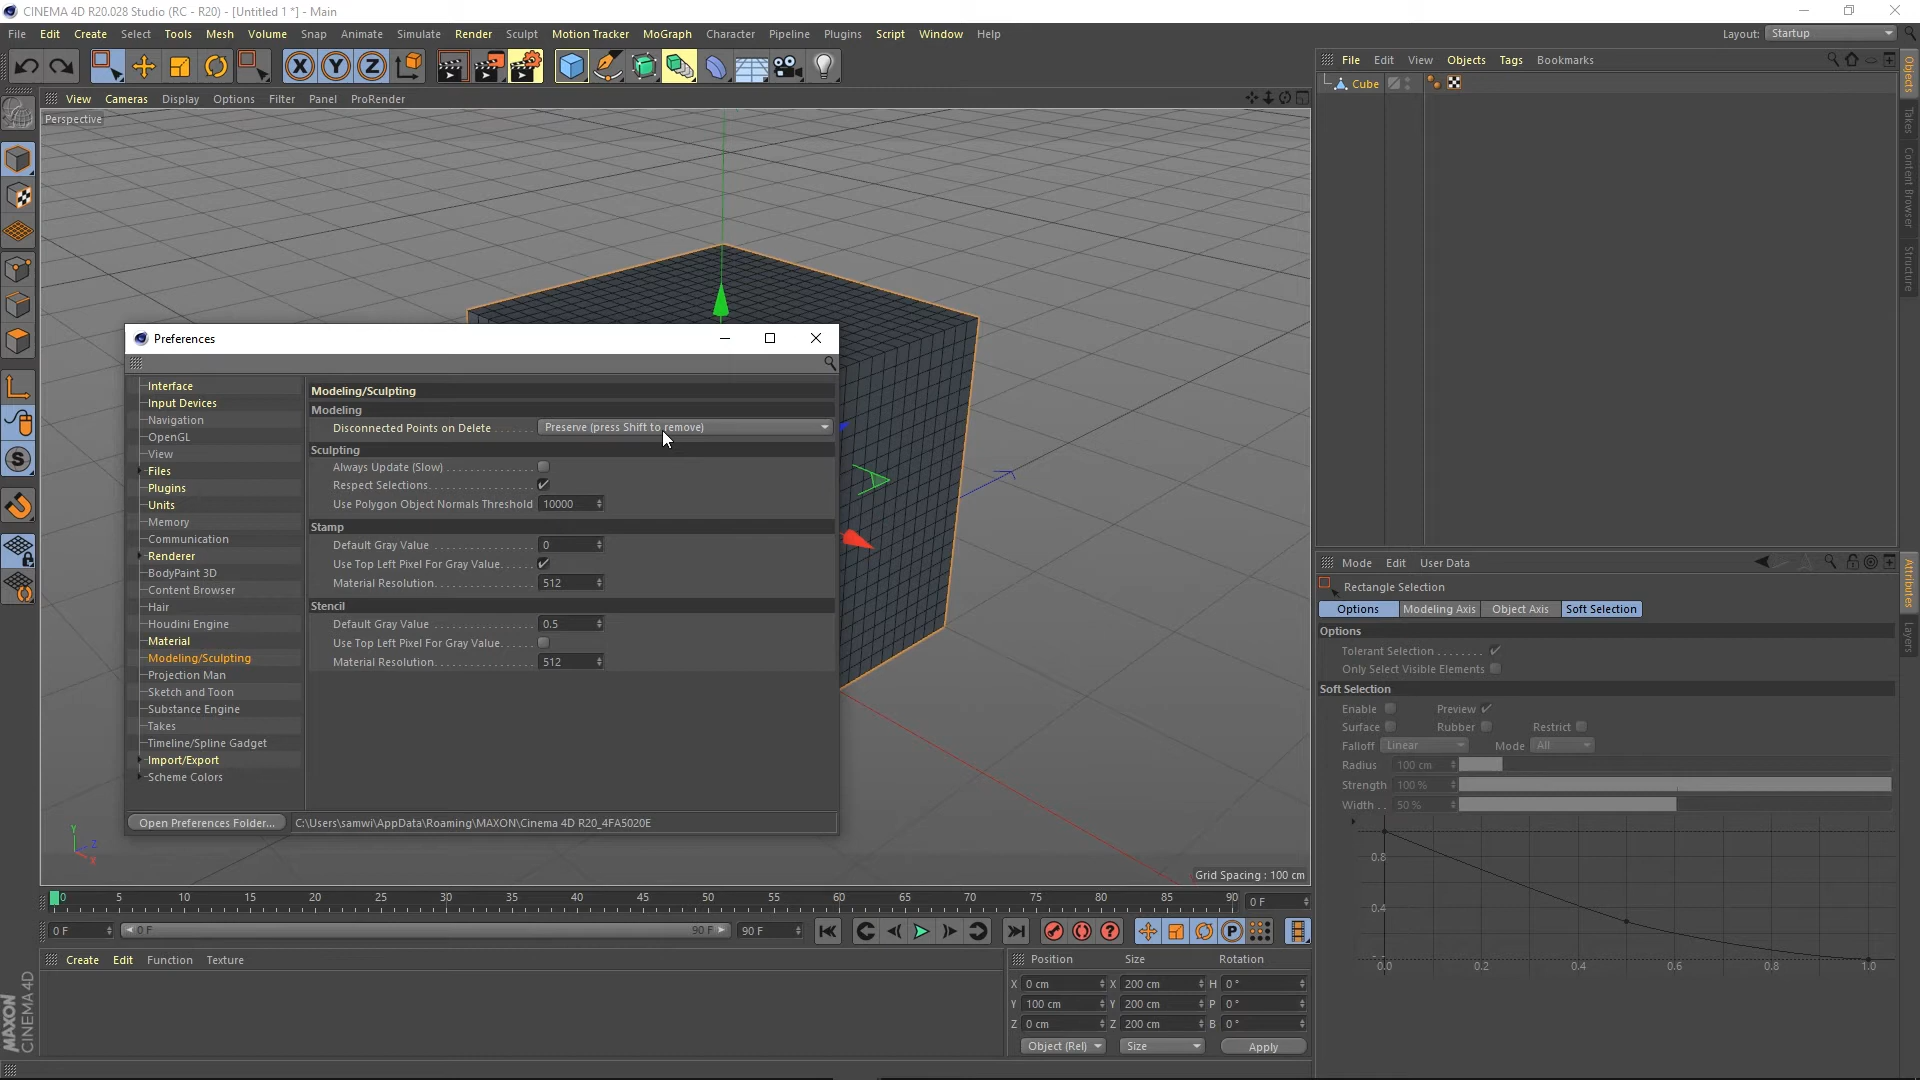 CINEMA 4D R20.028 Studio (RC - R20) - [Untitled 1 *] - Main
File Edit Create Select Tools Mesh Volume Snap Animate Simulate Render Sculpt Motion Tracker MoGraph Character Pipeline Plugins Script Window Help
Layout: Startup
View Cameras Display Options Filter Panel ProRender
Perspective
File Edit View Objects Tags Bookmarks
Cube
Objects
Takes
Content Browser
Structure
Preferences
Interface
Input Devices
Navigation
OpenGL
View
Files
Plugins
Units
Memory
Communication
Renderer
BodyPaint 3D
Content Browser
Hair
Houdini Engine
Material
Modeling/Sculpting
Projection Man
Sketch and Toon
Substance Engine
Takes
Timeline/Spline Gadget
Import/Export
Scheme Colors
Modeling/Sculpting
Modeling
Disconnected Points on Delete . . . . . . . Preserve (press Shift to remove)
Sculpting
Always Update (Slow)
Respect Selections
Use Polygon Object Normals Threshold 10000
Stamp
Default Gray Value 0
Use Top Left Pixel For Gray Value
Material Resolution 512
Stencil
Default Gray Value 0.5
Use Top Left Pixel For Gray Value
Material Resolution 512
Open Preferences Folder... C:\Users\samwi\AppData\Roaming\MAXON\Cinema 4D R20_4FA5020E
Y
Z
X
Grid Spacing : 100 cm
Mode Edit User Data
Rectangle Selection
Options Modeling Axis Object Axis Soft Selection
Options
Tolerant Selection
Only Select Visible Elements
Soft Selection
Enable Preview
Surface Rubber Restrict
Falloff Linear Mode All
Radius 100 cm
Strength 100 %
Width . . 50 %
0.8
0.4
0.0 0.2 0.4 0.6 0.8 1.0
Attributes
Layers
0 5 10 15 20 25 30 35 40 45 50 55 60 65 70 75 80 85 90 0 F
0 F 0 F 90 F 90 F
Create Edit Function Texture
Position Size Rotation
X 0 cm X 200 cm H 0 °
Y 100 cm Y 200 cm P 0 °
Z 0 cm Z 200 cm B 0 °
Object (Rel) Size Apply
MAXON
CINEMA 4D